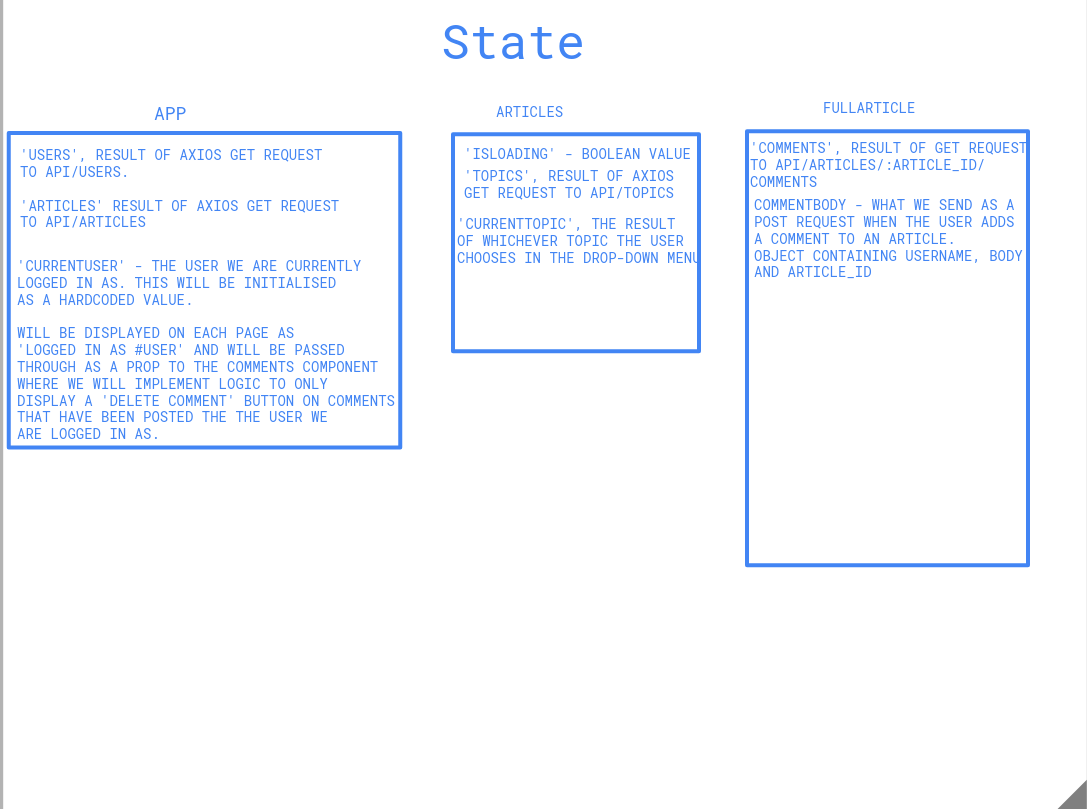 State
APP
'USERS', RESULT OF AXIOS GET REQUEST
TO API/USERS.
'ARTICLES' RESULT OF AXIOS GET REQUEST
TO API/ARTICLES
'CURRENTUSER' - THE USER WE ARE CURRENTLY
LOGGED IN AS. THIS WILL BE INITIALISED
AS A HARDCODED VALUE.
WILL BE DISPLAYED ON EACH PAGE AS
'LOGGED IN AS #USER' AND WILL BE PASSED
THROUGH AS A PROP TO THE COMMENTS COMPONENT
WHERE WE WILL IMPLEMENT LOGIC TO ONLY
DISPLAY A 'DELETE COMMENT' BUTTON ON COMMENTS
THAT HAVE BEEN POSTED THE THE USER WE
ARE LOGGED IN AS.
ARTICLES
'ISLOADING' - BOOLEAN VALUE
'TOPICS', RESULT OF AXIOS
GET REQUEST TO API/TOPICS
'CURRENTTOPIC', THE RESULT
OF WHICHEVER TOPIC THE USER
CHOOSES IN THE DROP-DOWN MENU
FULLARTICLE
'COMMENTS', RESULT OF GET REQUEST
TO API/ARTICLES/:ARTICLE_ID/
COMMENTS
COMMENTBODY - WHAT WE SEND AS A
POST REQUEST WHEN THE USER ADDS
A COMMENT TO AN ARTICLE.
OBJECT CONTAINING USERNAME, BODY
AND ARTICLE_ID